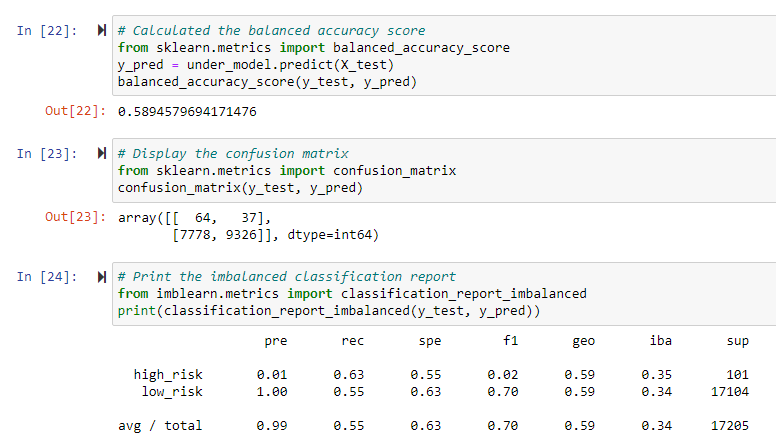 In [22]: # Calculated the balanced accuracy score
from sklearn.metrics import balanced_accuracy_score
y_pred = under_model.predict(X_test)
balanced_accuracy_score(y_test, y_pred)
Out[22]: 0.5894579694171476
In [23]: # Display the confusion matrix
from sklearn.metrics import confusion_matrix
confusion_matrix(y_test, y_pred)
Out[23]: array([[  64,   37],
       [7778, 9326]], dtype=int64)
In [24]: # Print the imbalanced classification report
from imblearn.metrics import classification_report_imbalanced
print(classification_report_imbalanced(y_test, y_pred))
pre rec spe f1 geo iba sup
high_risk 0.01 0.63 0.55 0.02 0.59 0.35 101
low_risk 1.00 0.55 0.63 0.70 0.59 0.34 17104
avg / total 0.99 0.55 0.63 0.70 0.59 0.34 17205